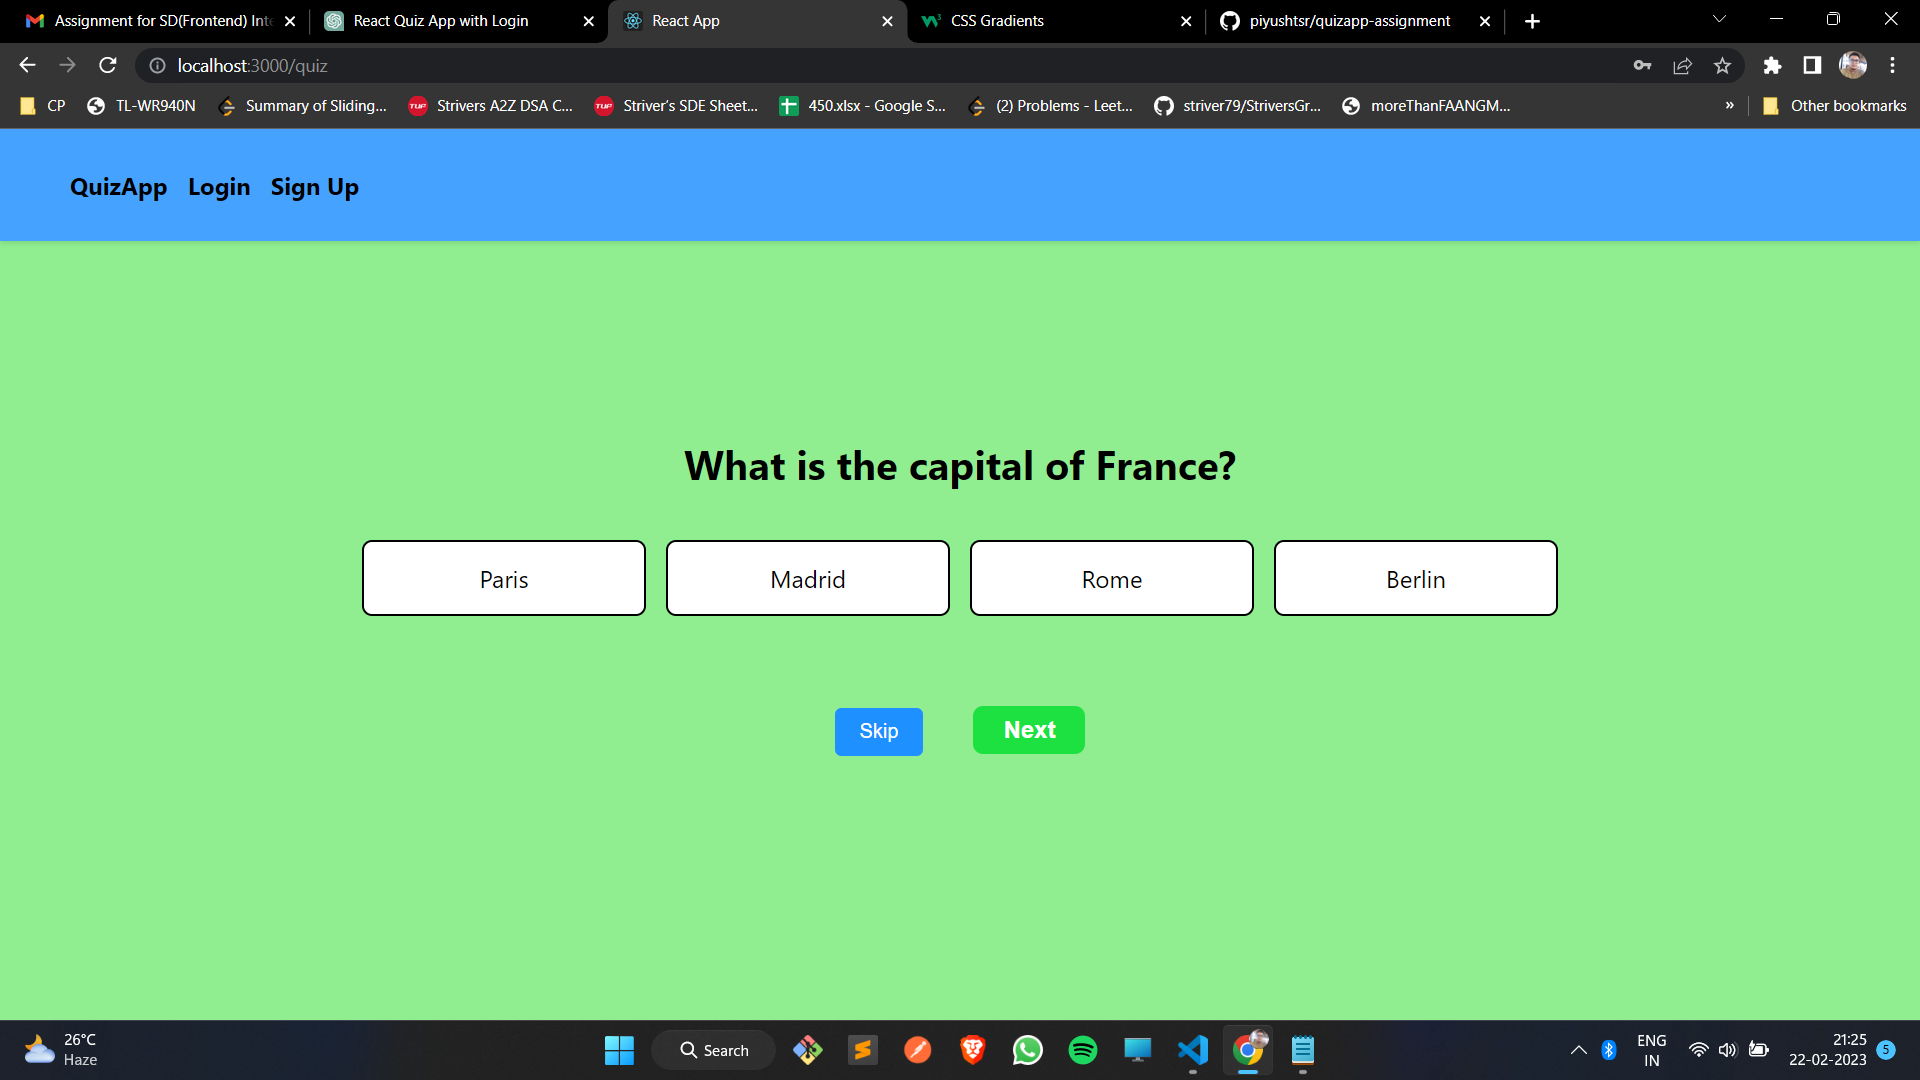 Assignment for SD(Frontend) Inte
React Quiz App with Login
React App
CSS Gradients
piyushtsr/quizapp-assignment
localhost:3000/quiz
CP
TL-WR940N
Summary of Sliding...
TUF
Strivers A2Z DSA C...
TUF
Striver's SDE Sheet...
450.xlsx - Google S...
(2) Problems - Leet...
striver79/StriversGr...
moreThanFAANGM...
»
Other bookmarks
QuizApp Login Sign Up
What is the capital of France?
Paris Madrid Rome Berlin
Skip Next
26°C
Haze
Search
ENG
IN
21:25
22-02-2023
5